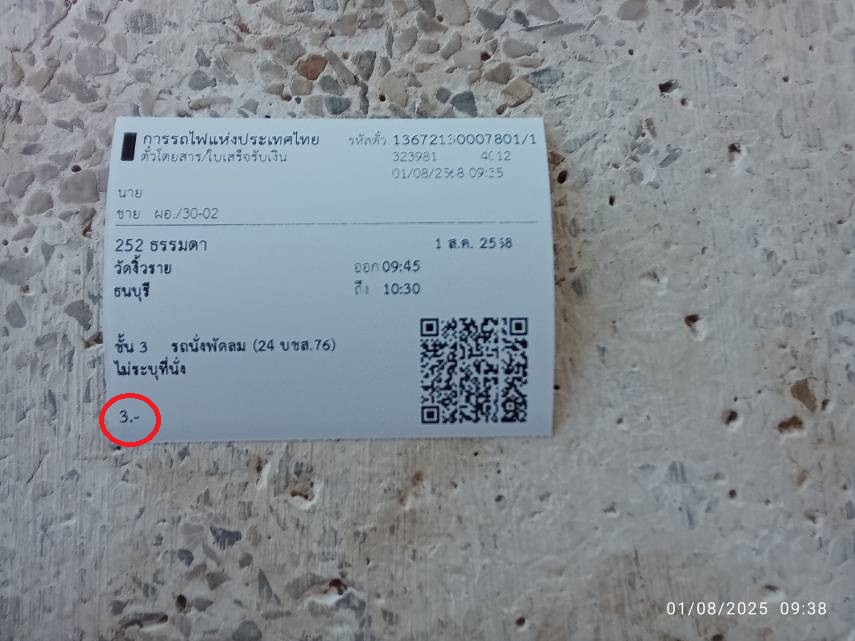 การรถไฟแห่งประเทศไทย รหัสตั๋ว
ตั๋วโดยสาร/ใบเสร็จรับเงิน 323981
01/08/2568 09:35
นาย
ชาย ผอ./30-02
252 ธรรมดา 1 ส.ค. 2568
วัดงิ้วราย ออก 09:45
ธนบุรี ถึง 10:30
ชั้น 3 รถนั่งพัดลม (24 บชส.76)
ไม่ระบุที่นั่ง
3.-
01/08/2025 09:38